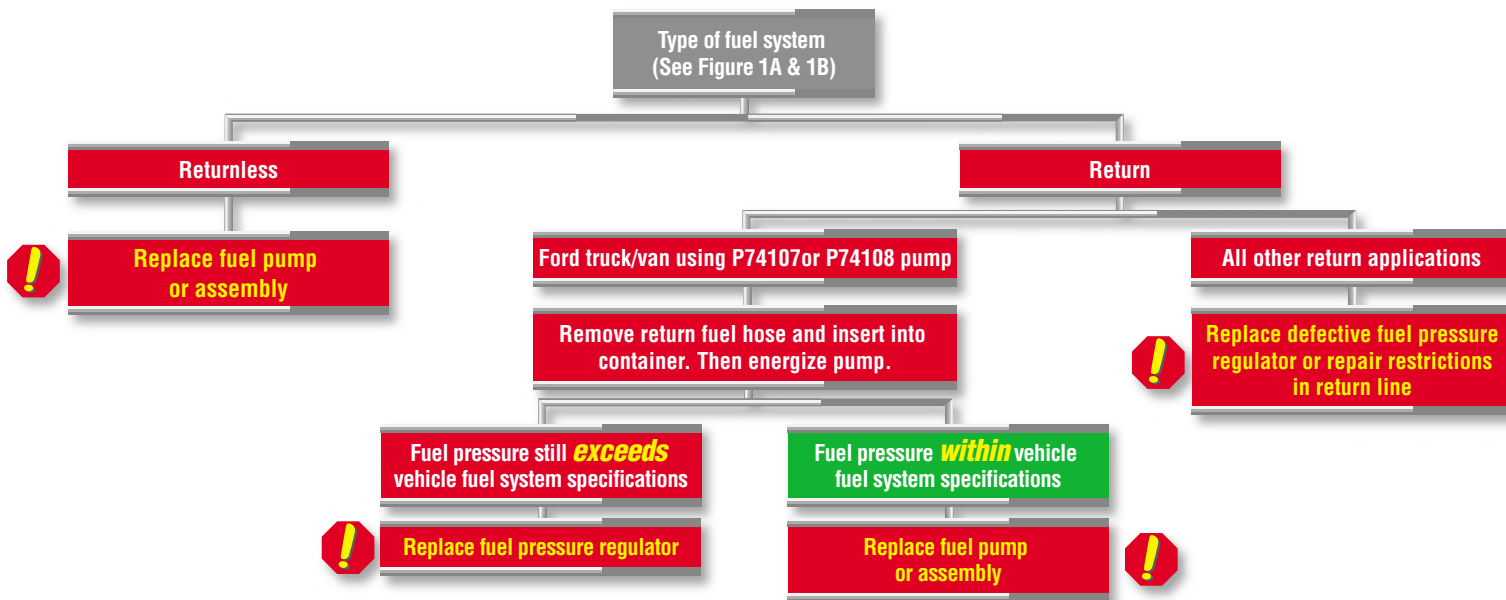 Type of fuel system
(See Figure 1A & 1B)
Returnless
Return
Replace fuel pump
or assembly
Ford truck/van using P74107or P74108 pump
All other return applications
Remove return fuel hose and insert into
container. Then energize pump.
Replace defective fuel pressure
regulator or repair restrictions
in return line
Fuel pressure still exceeds
vehicle fuel system specifications
Fuel pressure within vehicle
fuel system specifications
Replace fuel pressure regulator
Replace fuel pump
or assembly